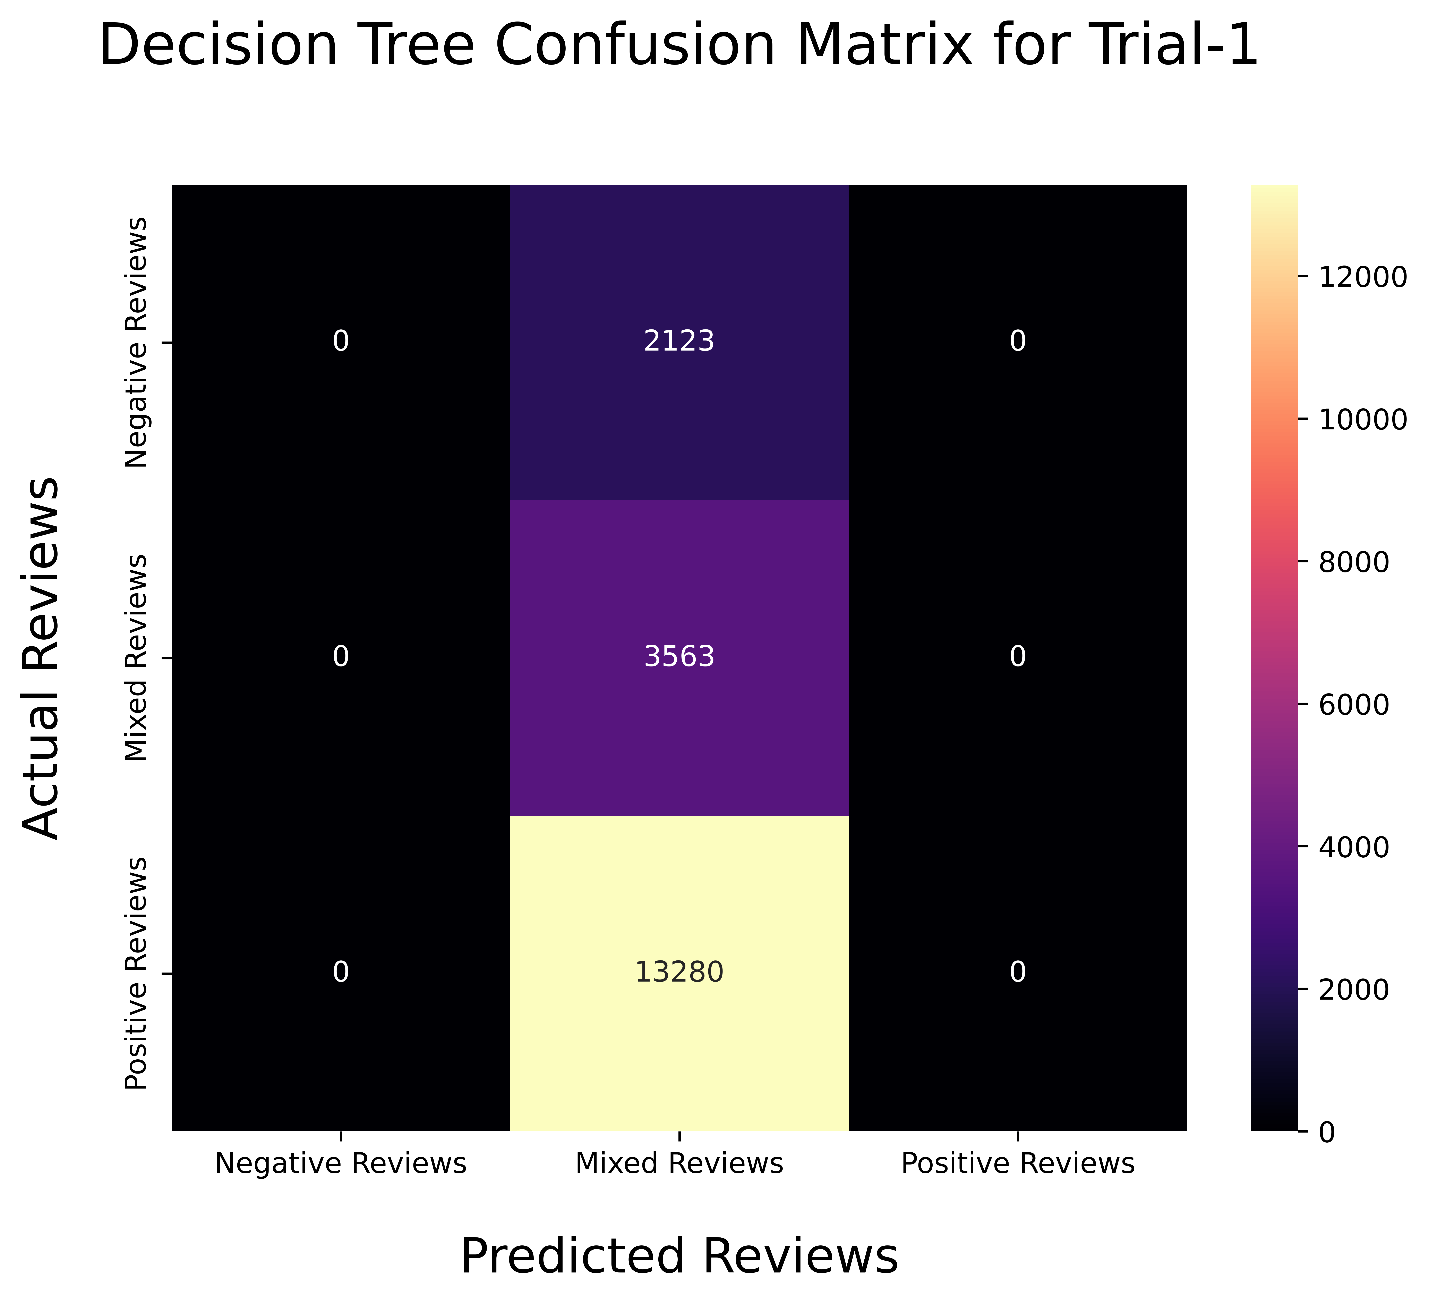 Decision Tree Confusion Matrix for Trial-1
Actual Reviews
Negative Reviews
0
2123
0
Mixed Reviews
0
3563
0
Positive Reviews
0
13280
0
Negative Reviews
Mixed Reviews
Positive Reviews
Predicted Reviews
12000
10000
8000
6000
4000
2000
0